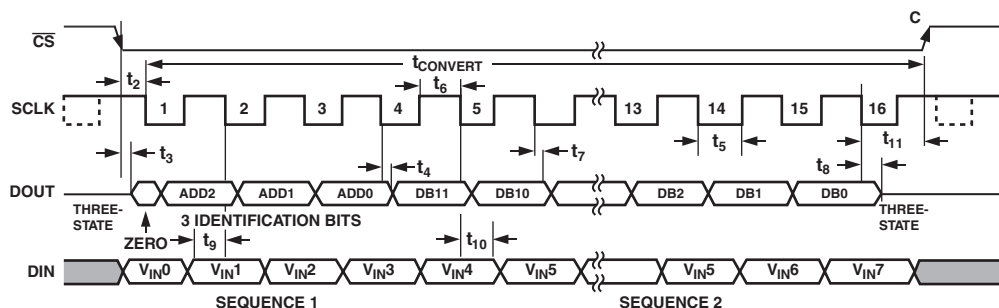 C
CS
tCONVERT
t2
t6
SCLK
1 2 3 4 5 13 14 15 16
t3
t4
t7
t5
t11
t8
DOUT
ADD2 ADD1 ADD0 DB11 DB10 DB2 DB1 DB0
THREE-
STATE
THREE-
STATE
3 IDENTIFICATION BITS
ZERO
t9
t10
DIN
VIN0 VIN1 VIN2 VIN3 VIN4 VIN5 VIN5 VIN6 VIN7
SEQUENCE 1
SEQUENCE 2